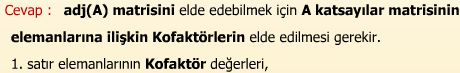 Cevap : adj(A) matrisini elde edebilmek için A katsayılar matrisinin
elemanlarına ilişkin Kofaktörlerin elde edilmesi gerekir.
1. satır elemanlarının Kofaktör değerleri,